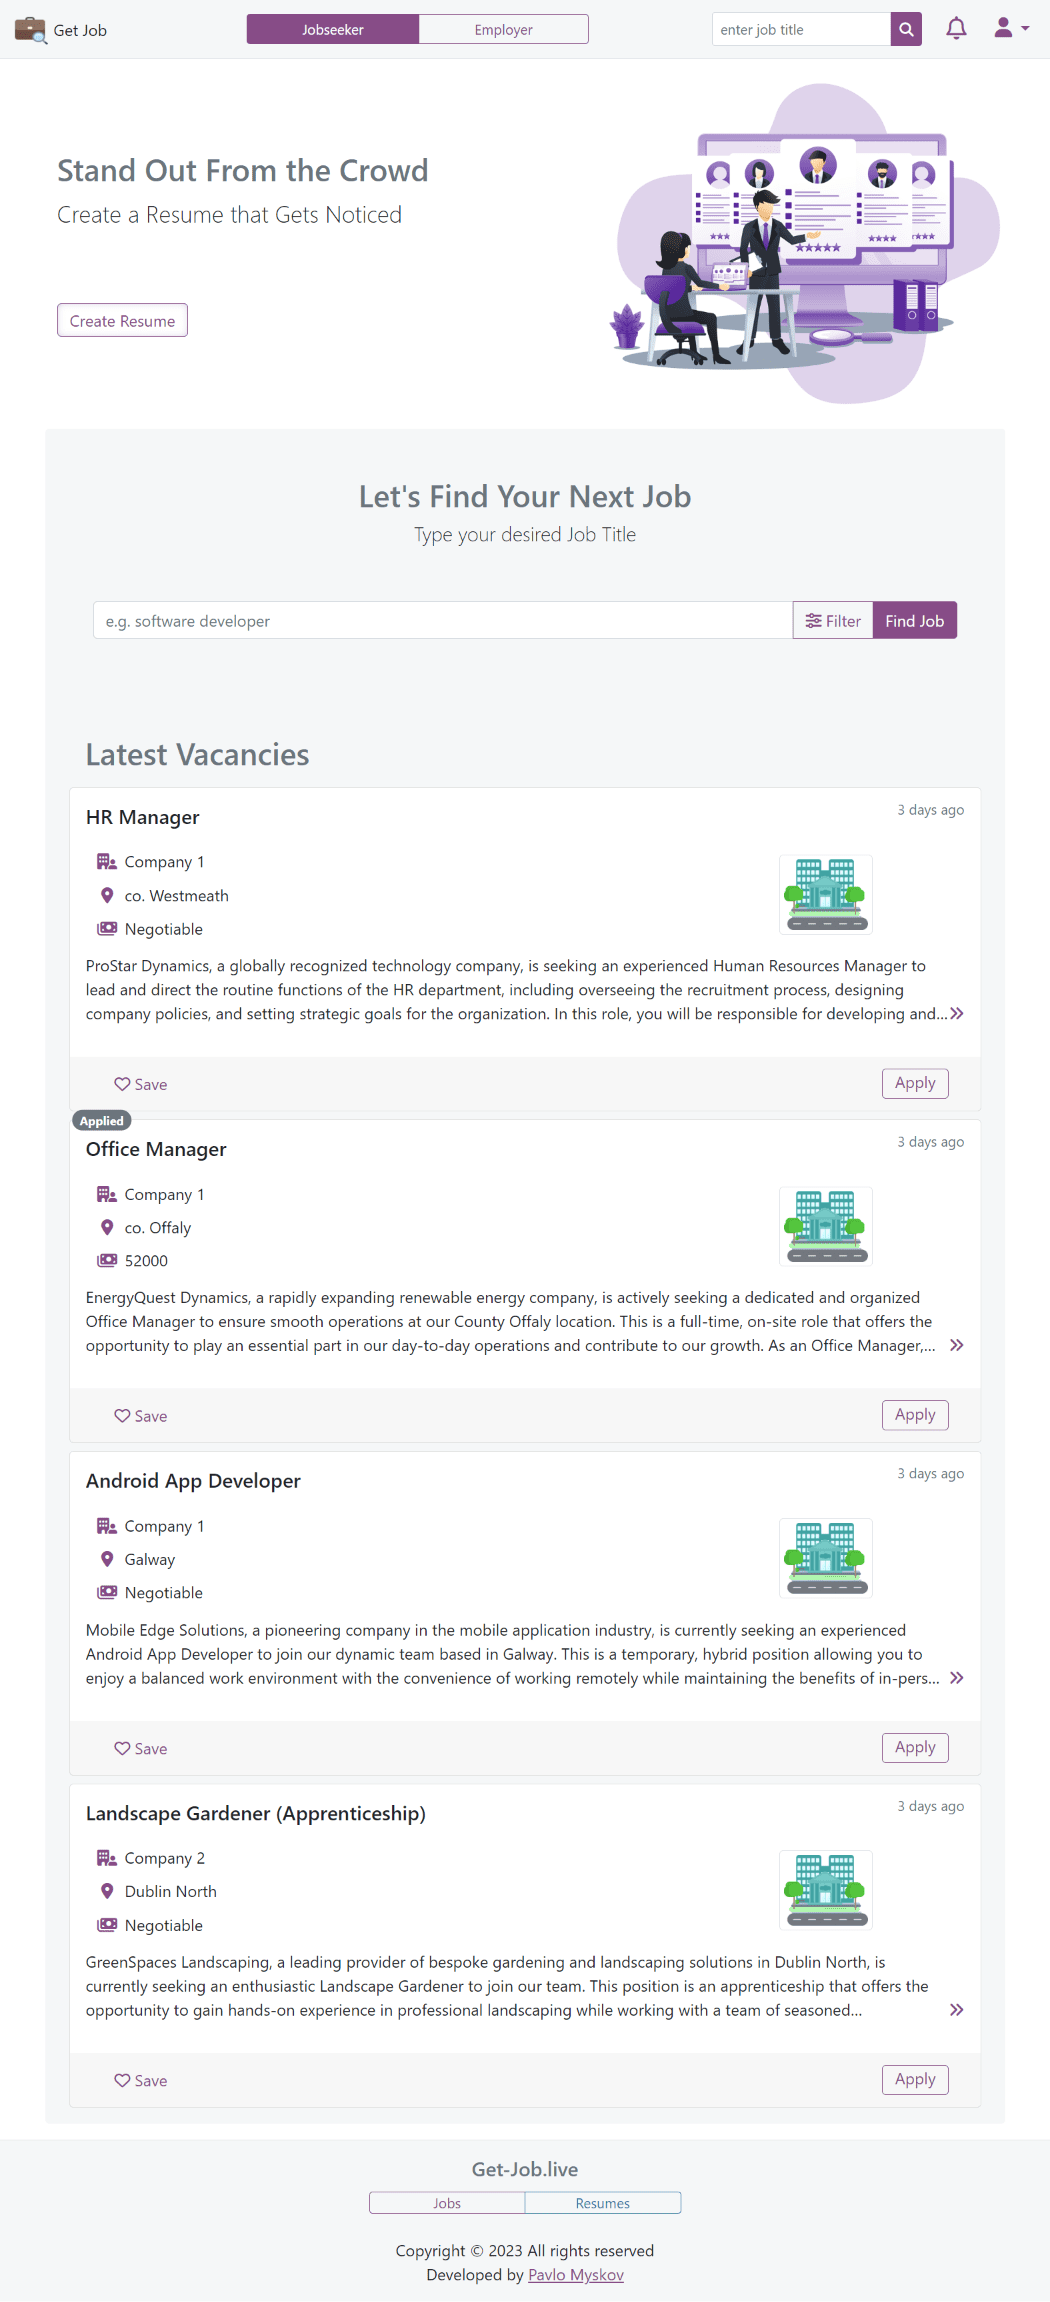 Get Job
Jobseeker
Employer
enter job title
Stand Out From the Crowd
Create a Resume that Gets Noticed
Create Resume
Let's Find Your Next Job
Type your desired Job Title
e.g. software developer
Filter
Find Job
Latest Vacancies
HR Manager
3 days ago
Company 1
co. Westmeath
Negotiable
ProStar Dynamics, a globally recognized technology company, is seeking an experienced Human Resources Manager to
lead and direct the routine functions of the HR department, including overseeing the recruitment process, designing
company policies, and setting strategic goals for the organization. In this role, you will be responsible for developing and...
Save
Apply
Applied
Office Manager
3 days ago
Company 1
co. Offaly
52000
EnergyQuest Dynamics, a rapidly expanding renewable energy company, is actively seeking a dedicated and organized
Office Manager to ensure smooth operations at our County Offaly location. This is a full-time, on-site role that offers the
opportunity to play an essential part in our day-to-day operations and contribute to our growth. As an Office Manager,...
Save
Apply
Android App Developer
3 days ago
Company 1
Galway
Negotiable
Mobile Edge Solutions, a pioneering company in the mobile application industry, is currently seeking an experienced
Android App Developer to join our dynamic team based in Galway. This is a temporary, hybrid position allowing you to
enjoy a balanced work environment with the convenience of working remotely while maintaining the benefits of in-pers...
Save
Apply
Landscape Gardener (Apprenticeship)
3 days ago
Company 2
Dublin North
Negotiable
GreenSpaces Landscaping, a leading provider of bespoke gardening and landscaping solutions in Dublin North, is
currently seeking an enthusiastic Landscape Gardener to join our team. This position is an apprenticeship that offers the
opportunity to gain hands-on experience in professional landscaping while working with a team of seasoned...
Save
Apply
Get-Job.live
Jobs
Resumes
Copyright © 2023 All rights reserved
Developed by Pavlo Myskov